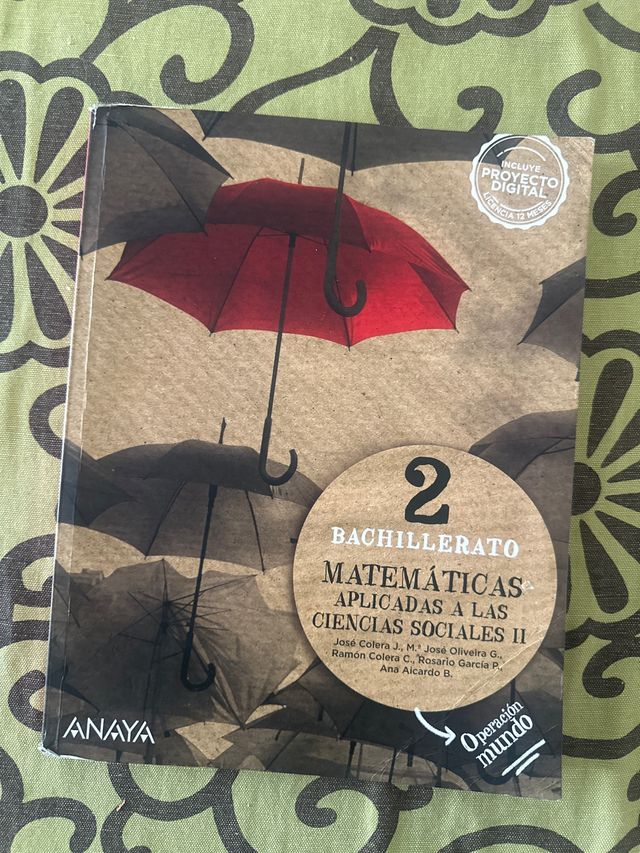 INCLUYE
PROYECTO
DIGITAL
LICENCIA 12 MESES
2
BACHILLERATO
MATEMÁTICAS
APLICADAS A LAS
CIENCIAS SOCIALES II
José Colera J., M.ª José Oliveira G.,
Ramón Colera C., Rosario García P.,
Ana Aicardo B.
ANAYA
Operación
mundo